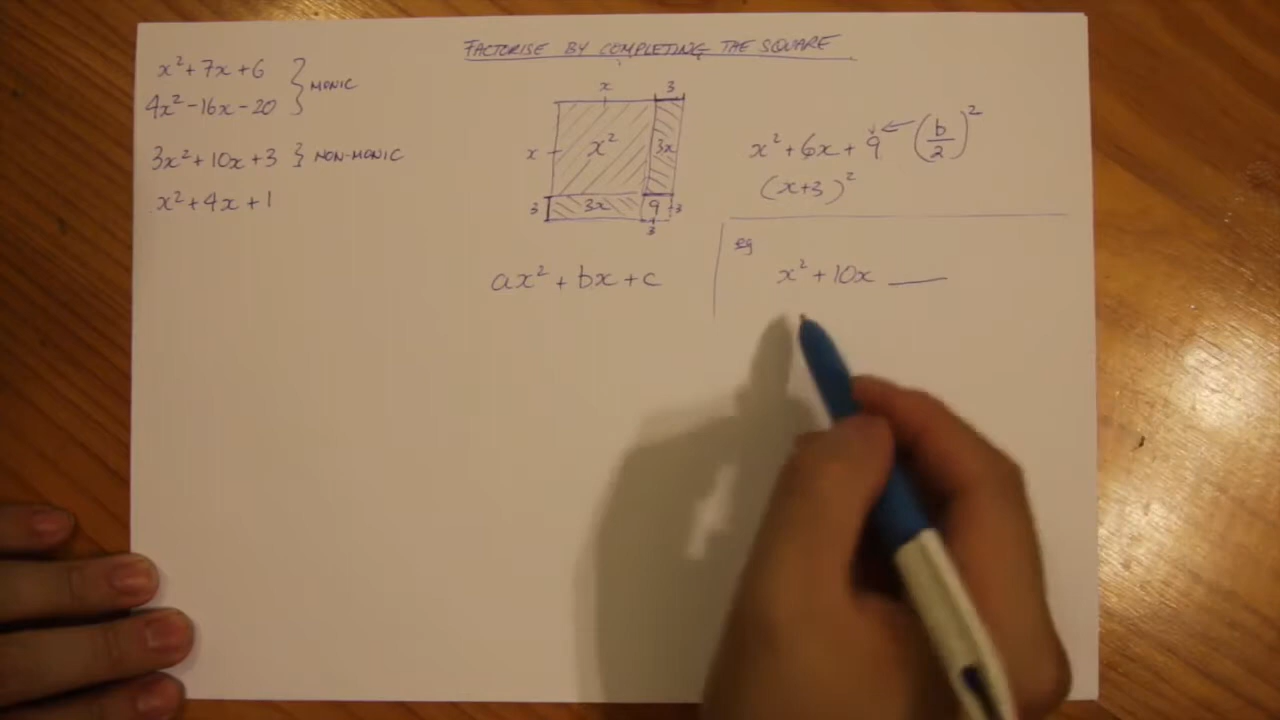 FACTORISE BY COMPLETING THE SQUARE
x²+7x+6
4x²-16x-20
} MONIC
3x²+10x+3 } NON-MONIC
x²+4x+1
x 3
x x² 3x
3 3x 9 3
3
x²+6x+9 ← (b/2)²
(x+3)²
ax²+bx+c
eg
x²+10x ___